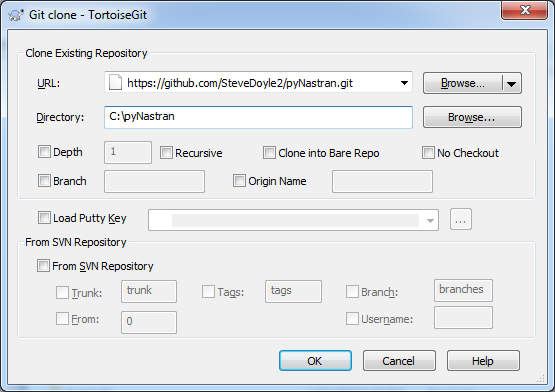 Git clone - TortoiseGit
Clone Existing Repository
URL: https://github.com/SteveDoyle2/pyNastran.git Browse...
Directory: C:\pyNastran Browse...
Depth 1 Recursive Clone into Bare Repo No Checkout
Branch Origin Name
Load Putty Key ...
From SVN Repository
From SVN Repository
Trunk: trunk Tags: tags Branch: branches
From: 0 Username:
OK Cancel Help